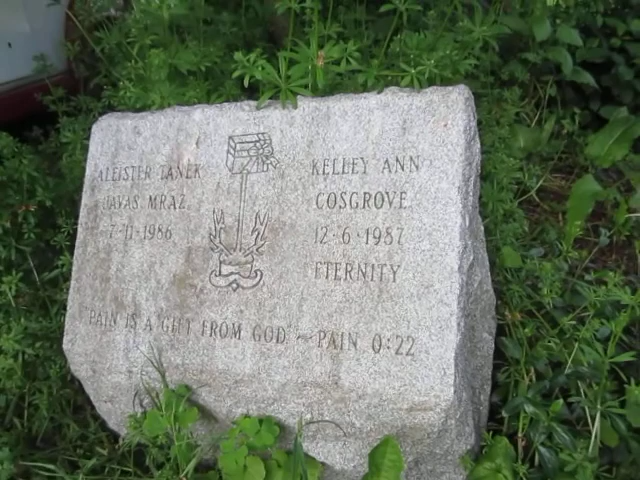 ALEISTER TANEK
JAVAS MRAZ
7·11·1986
KELLEY ANN
COSGROVE
12·6·1987
ETERNITY
PAIN IS A GIFT FROM GOD ~ PAIN 0:22